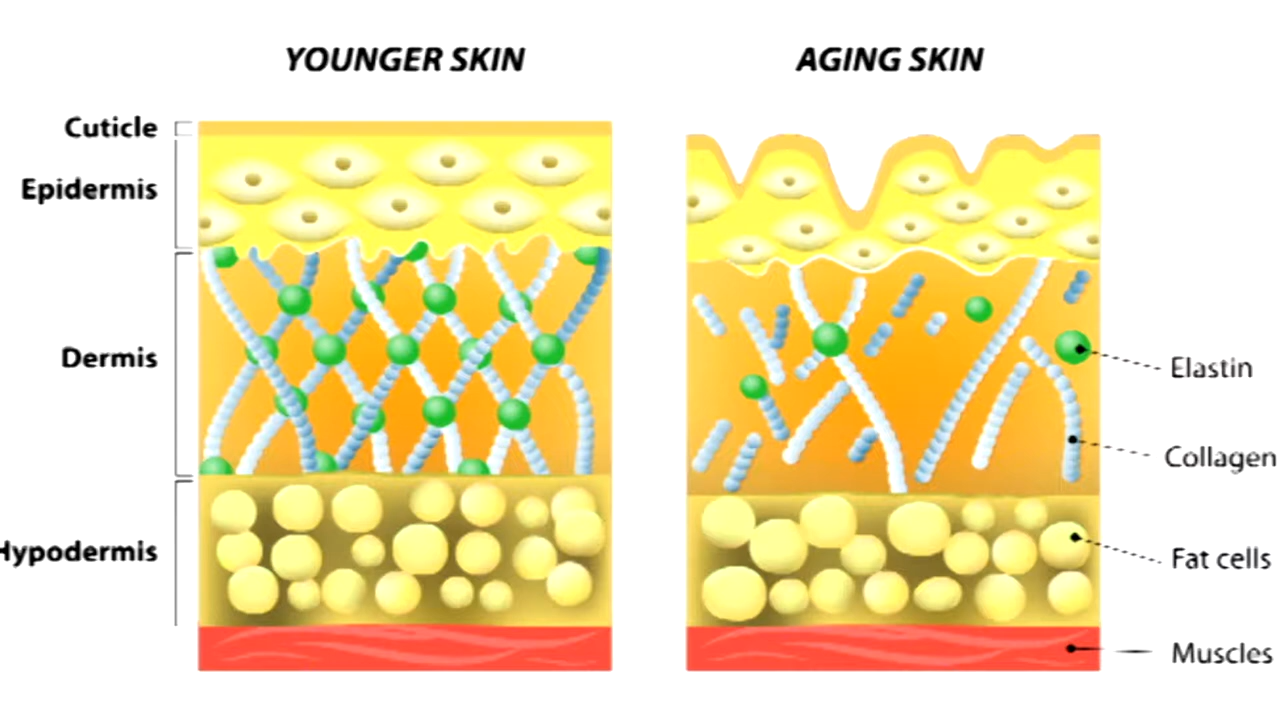 YOUNGER SKIN
AGING SKIN
Cuticle
Epidermis
Dermis
Hypodermis
Elastin
Collagen
Fat cells
Muscles